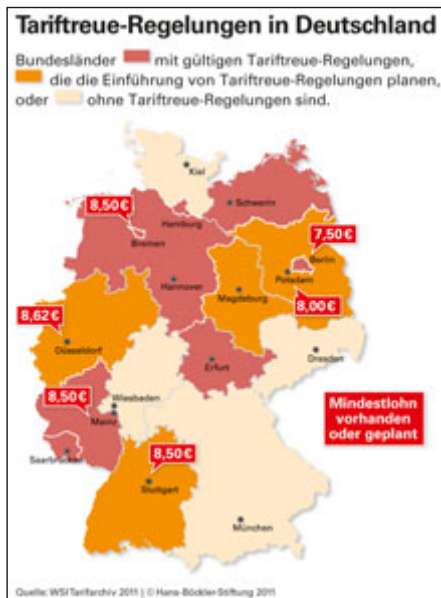 Tariftreue-Regelungen in Deutschland
Bundesländer mit gültigen Tariftreue-Regelungen,
die die Einführung von Tariftreue-Regelungen planen,
oder ohne Tariftreue-Regelungen sind.
Kiel
Schwerin
8,50€
Hamburg
Bremen
7,50€
Berlin
Potsdam
Hannover
Magdeburg
8,00€
8,62€
Düsseldorf
Erfurt
Dresden
8,50€
Wiesbaden
Mainz
Mindestlohn
vorhanden
oder geplant
Saarbrücken
8,50€
Stuttgart
München
Quelle: WSI Tarifarchiv 2011 | © Hans-Böckler-Stiftung 2011